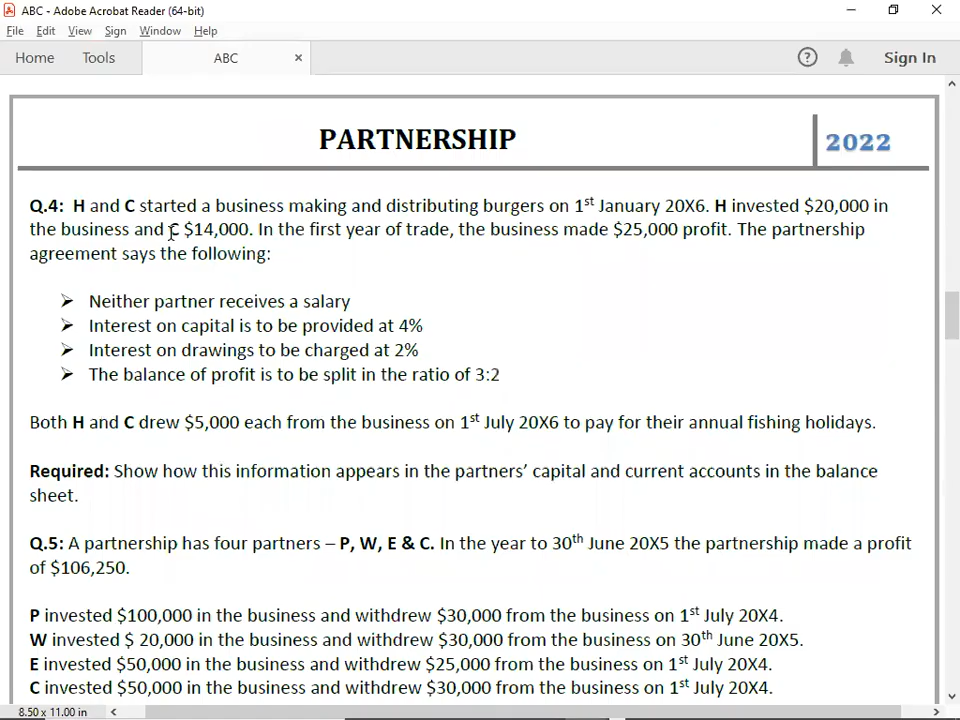 ABC - Adobe Acrobat Reader (64-bit)
File Edit View Sign Window Help
Home Tools ABC × Sign In
PARTNERSHIP 2022
Q.4: H and C started a business making and distributing burgers on 1st January 20X6. H invested $20,000 in
the business and C $14,000. In the first year of trade, the business made $25,000 profit. The partnership
agreement says the following:
➢ Neither partner receives a salary
➢ Interest on capital is to be provided at 4%
➢ Interest on drawings to be charged at 2%
➢ The balance of profit is to be split in the ratio of 3:2
Both H and C drew $5,000 each from the business on 1st July 20X6 to pay for their annual fishing holidays.
Required: Show how this information appears in the partners’ capital and current accounts in the balance
sheet.
Q.5: A partnership has four partners – P, W, E & C. In the year to 30th June 20X5 the partnership made a profit
of $106,250.
P invested $100,000 in the business and withdrew $30,000 from the business on 1st July 20X4.
W invested $ 20,000 in the business and withdrew $30,000 from the business on 30th June 20X5.
E invested $50,000 in the business and withdrew $25,000 from the business on 1st July 20X4.
C invested $50,000 in the business and withdrew $30,000 from the business on 1st July 20X4.
8.50 x 11.00 in